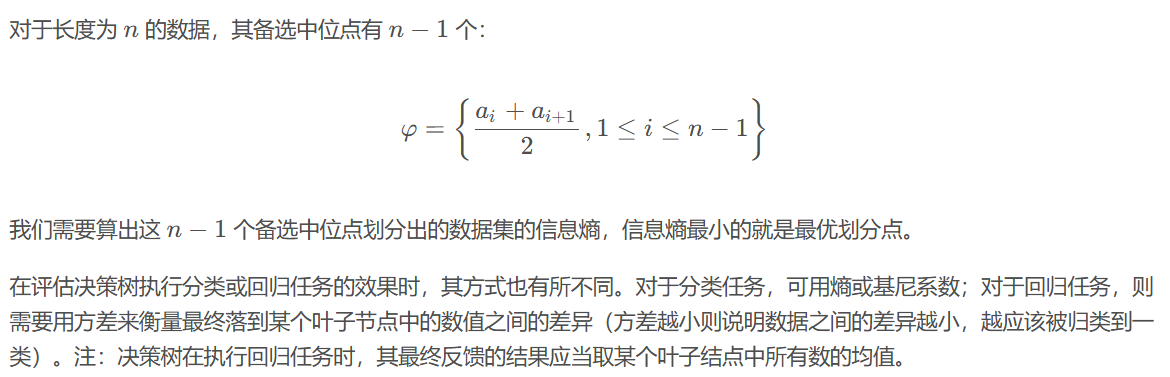 对于长度为 n 的数据，其备选中位点有 n − 1 个：
φ = { (a_i + a_{i+1}) / 2 , 1 ≤ i ≤ n − 1 }
我们需要算出这 n − 1 个备选中位点划分出的数据集的信息熵，信息熵最小的就是最优划分点。
在评估决策树执行分类或回归任务的效果时，其方式也有所不同。对于分类任务，可用熵或基尼系数；对于回归任务，则
需要用方差来衡量最终落到某个叶子节点中的数值之间的差异（方差越小则说明数据之间的差异越小，越应该被归类到一
类）。注：决策树在执行回归任务时，其最终反馈的结果应当取某个叶子结点中所有数的均值。